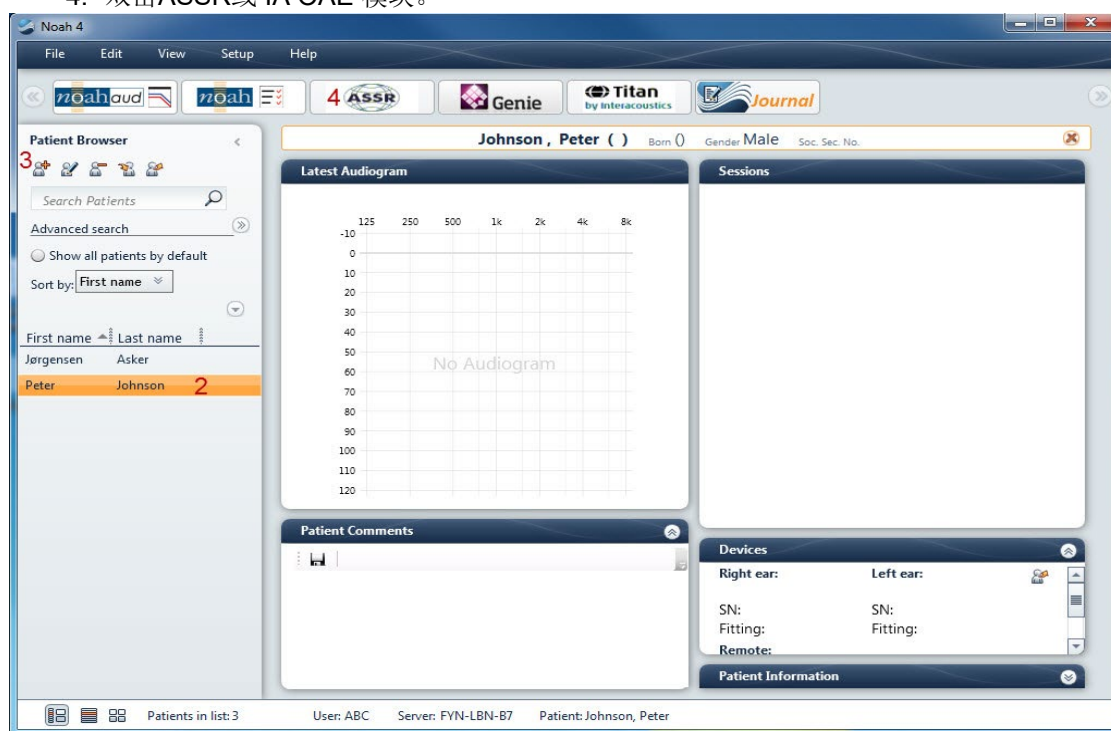 4. 双击ASSR或 IA OAE 模块。
Noah 4
File Edit View Setup Help
noah aud noah 4 ASSR Genie Titan by Interacoustics Journal
Patient Browser
3
Search Patients
Advanced search
Show all patients by default
Sort by: First name
First name Last name
Jørgensen Asker
Peter Johnson 2
Johnson , Peter ( ) Born () Gender Male Soc. Sec. No.
Latest Audiogram
125 250 500 1k 2k 4k 8k
-10
0
10
20
30
40
50
60
70
80
90
100
110
120
No Audiogram
Patient Comments
Sessions
Devices
Right ear: Left ear:
SN: SN:
Fitting: Fitting:
Remote:
Patient Information
Patients in list: 3 User: ABC Server: FYN-LBN-B7 Patient: Johnson, Peter